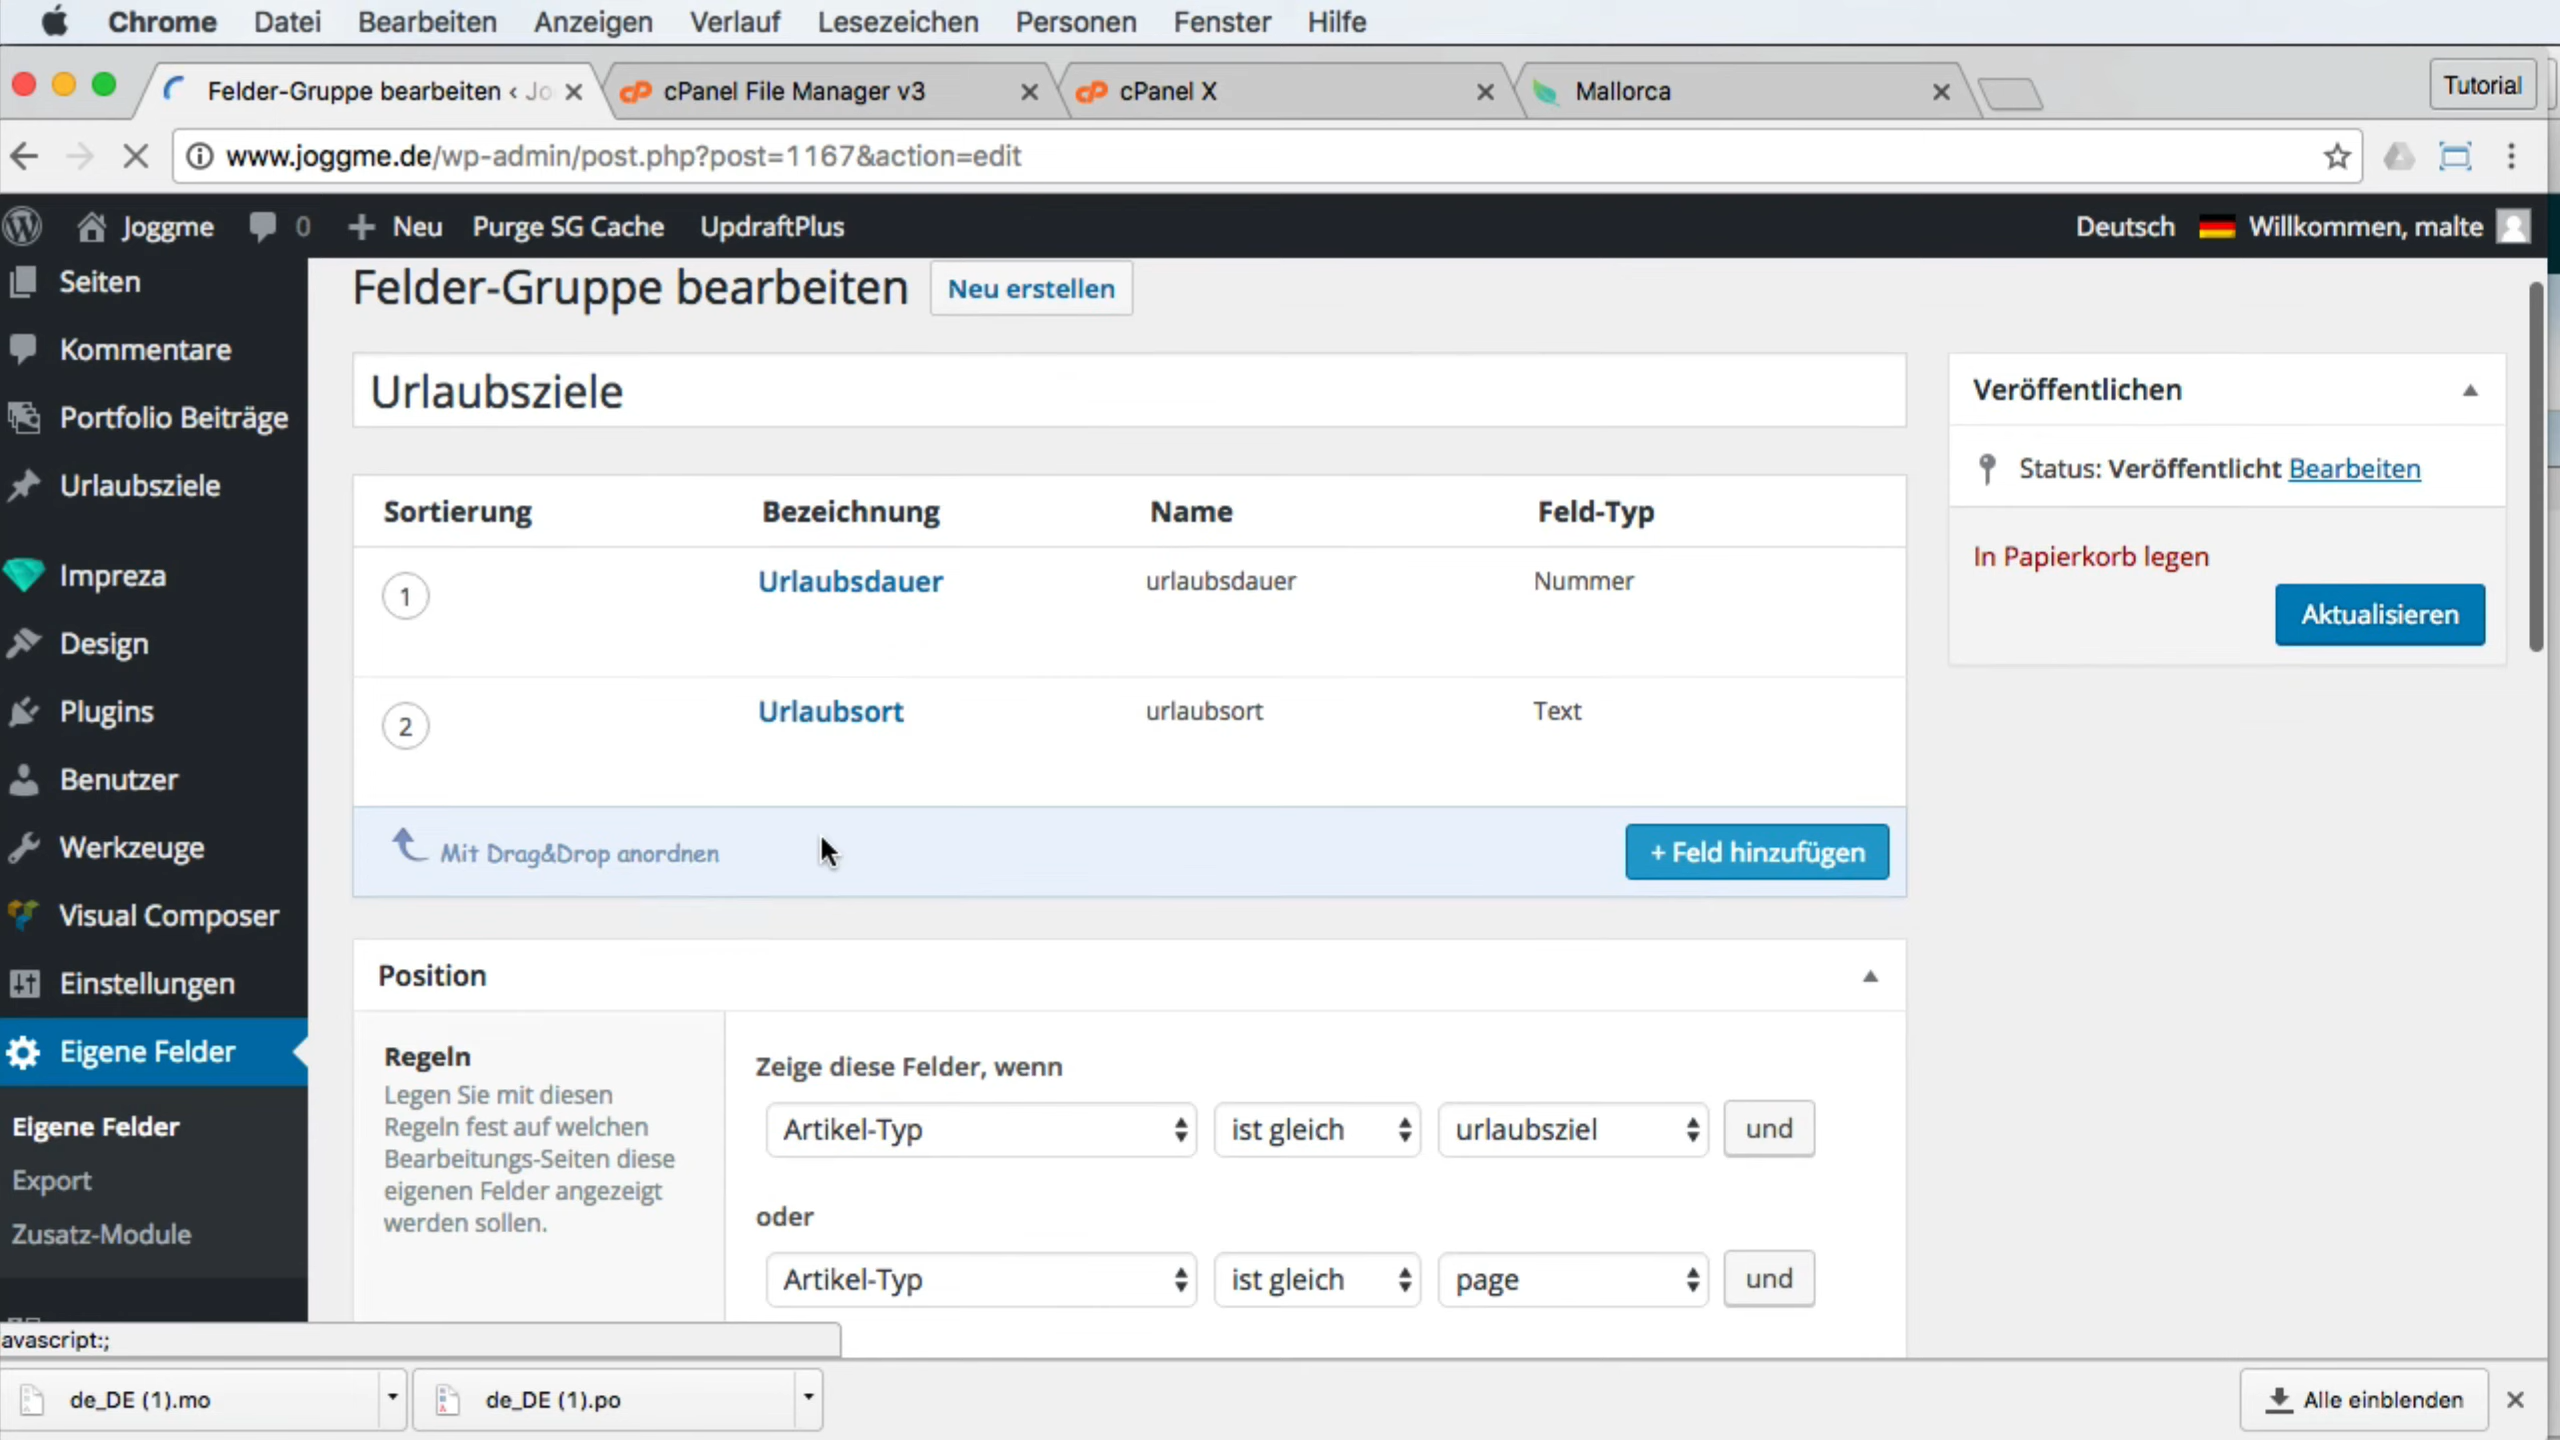 Chrome Datei Bearbeiten Anzeigen Verlauf Lesezeichen Personen Fenster Hilfe
Felder-Gruppe bearbeiten ‹ Jo
cPanel File Manager v3
cPanel X
Mallorca
Tutorial
www.joggme.de/wp-admin/post.php?post=1167&action=edit
Joggme 0 + Neu Purge SG Cache UpdraftPlus
Deutsch Willkommen, malte
Seiten
Kommentare
Portfolio Beiträge
Urlaubsziele
Impreza
Design
Plugins
Benutzer
Werkzeuge
Visual Composer
Einstellungen
Eigene Felder
Eigene Felder
Export
Zusatz-Module
Felder-Gruppe bearbeiten
Neu erstellen
Urlaubsziele
Sortierung Bezeichnung Name Feld-Typ
1 Urlaubsdauer urlaubsdauer Nummer
2 Urlaubsort urlaubsort Text
Mit Drag&Drop anordnen
+ Feld hinzufügen
Position
Regeln
Legen Sie mit diesen
Regeln fest auf welchen
Bearbeitungs-Seiten diese
eigenen Felder angezeigt
werden sollen.
Zeige diese Felder, wenn
Artikel-Typ ist gleich urlaubsziel und
oder
Artikel-Typ ist gleich page und
Veröffentlichen
Status: Veröffentlicht Bearbeiten
In Papierkorb legen
Aktualisieren
avascript:;
de_DE (1).mo
de_DE (1).po
Alle einblenden